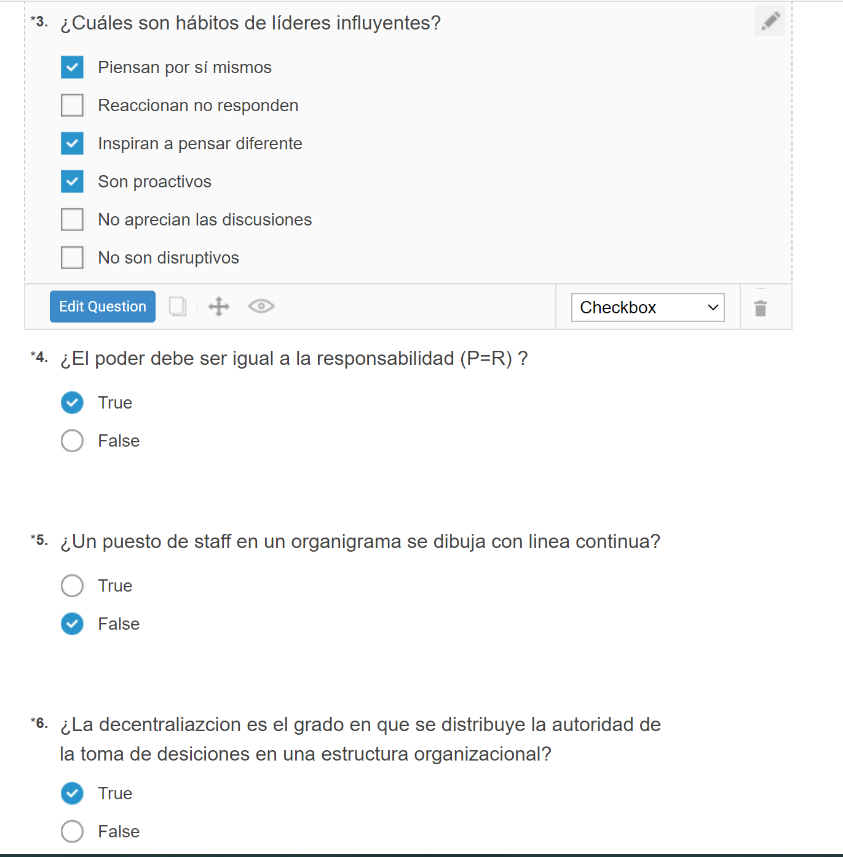 *3. ¿Cuáles son hábitos de líderes influyentes?
Piensan por sí mismos
Reaccionan no responden
Inspiran a pensar diferente
Son proactivos
No aprecian las discusiones
No son disruptivos
Edit Question Checkbox
*4. ¿El poder debe ser igual a la responsabilidad (P=R) ?
True
False
*5. ¿Un puesto de staff en un organigrama se dibuja con linea continua?
True
False
*6. ¿La decentraliazcion es el grado en que se distribuye la autoridad de
la toma de desiciones en una estructura organizacional?
True
False